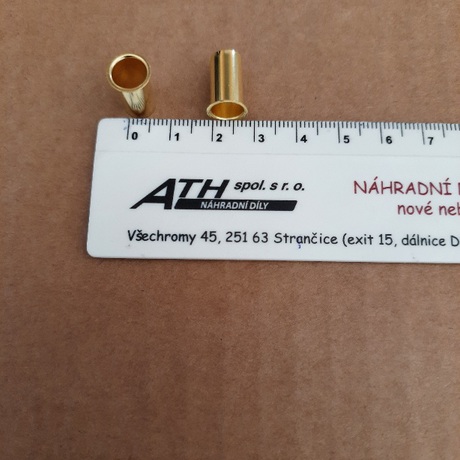 0 1 2 3 4 5 6 7
ATH spol. s r. o.
NÁHRADNÍ DÍLY
NÁHRADNÍ
nové
Všechromy 45, 251 63 Strančice (exit 15, dálnice D